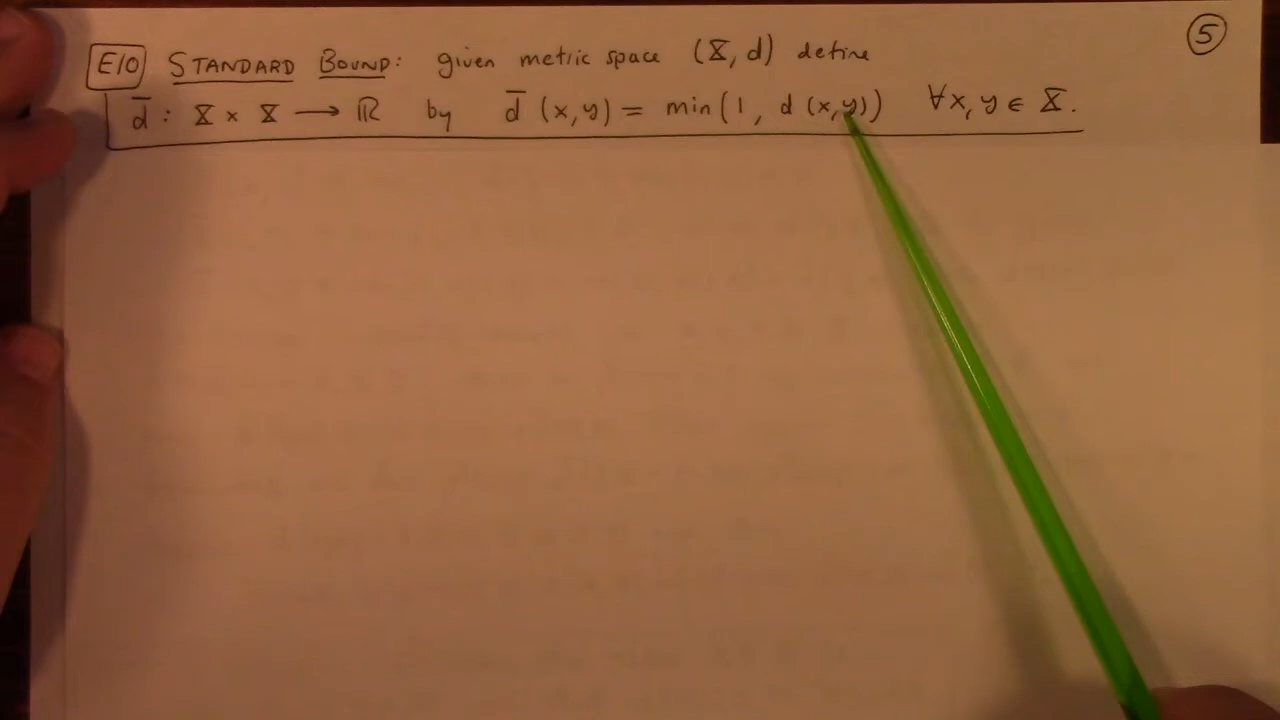 E10 STANDARD BOUND: given metric space (X, d) define ⑤
d̄ : X × X ⟶ ℝ by d̄ (x,y) = min(1, d (x,y)) ∀x, y ∈ X.